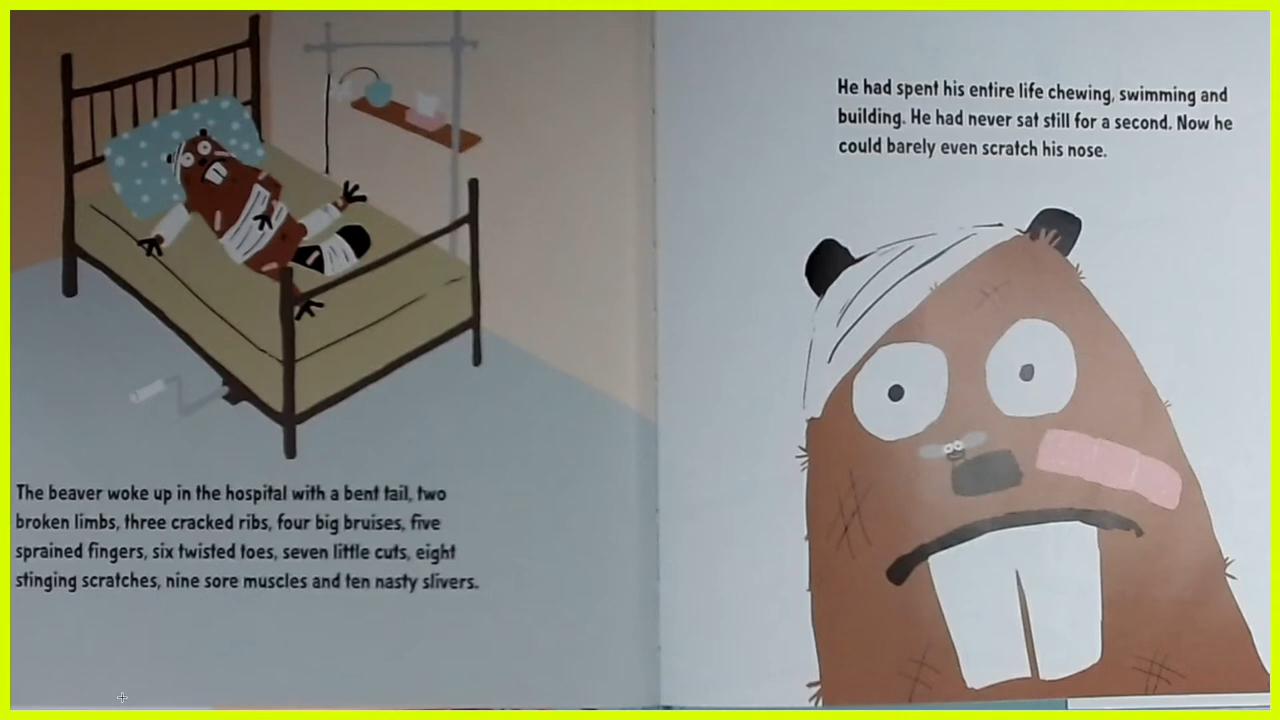 The beaver woke up in the hospital with a bent tail, two
broken limbs, three cracked ribs, four big bruises, five
sprained fingers, six twisted toes, seven little cuts, eight
stinging scratches, nine sore muscles and ten nasty slivers.
He had spent his entire life chewing, swimming and
building. He had never sat still for a second. Now he
could barely even scratch his nose.